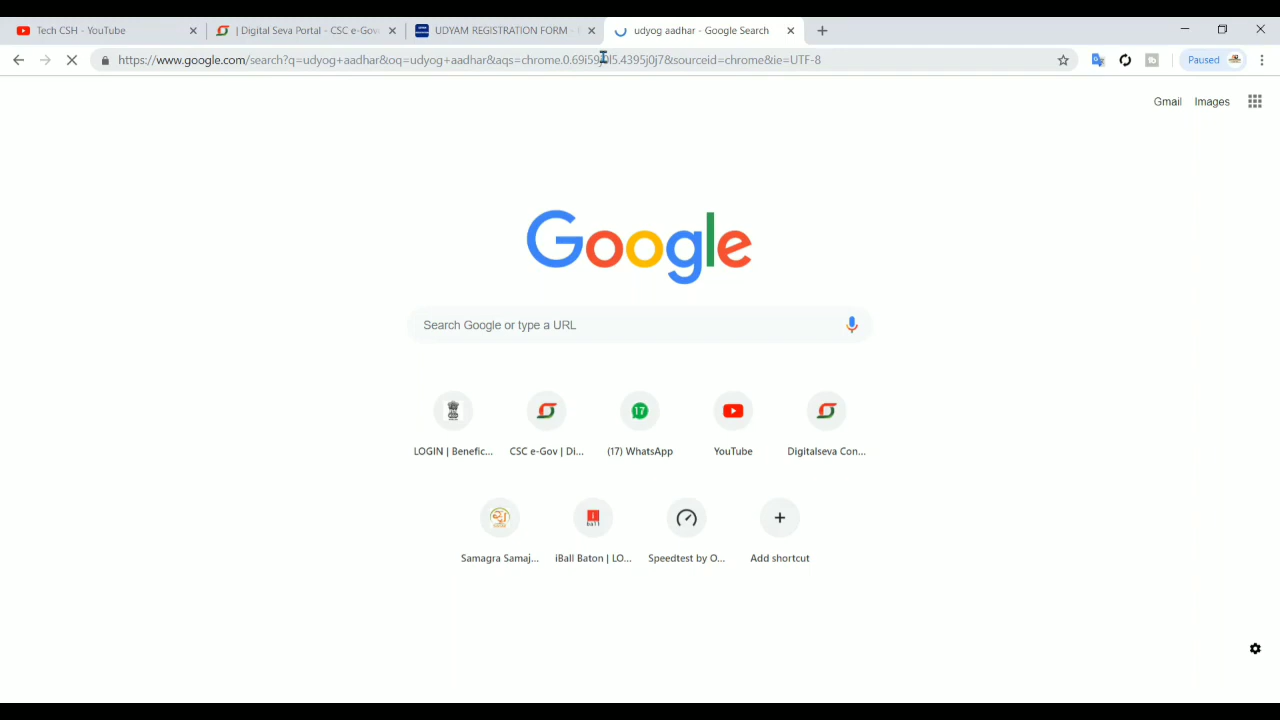 Tech CSH - YouTube
| Digital Seva Portal - CSC e-Gov
UDYAM REGISTRATION FORM -
udyog aadhar - Google Search
https://www.google.com/search?q=udyog+aadhar&oq=udyog+aadhar&aqs=chrome.0.69i59j0l5.4395j0j7&sourceid=chrome&ie=UTF-8
Paused
Gmail Images
Google
Search Google or type a URL
17
LOGIN | Benefic... CSC e-Gov | Di... (17) WhatsApp YouTube Digitalseva Con...
Samagra Samaj... iBall Baton | LO... Speedtest by O... Add shortcut